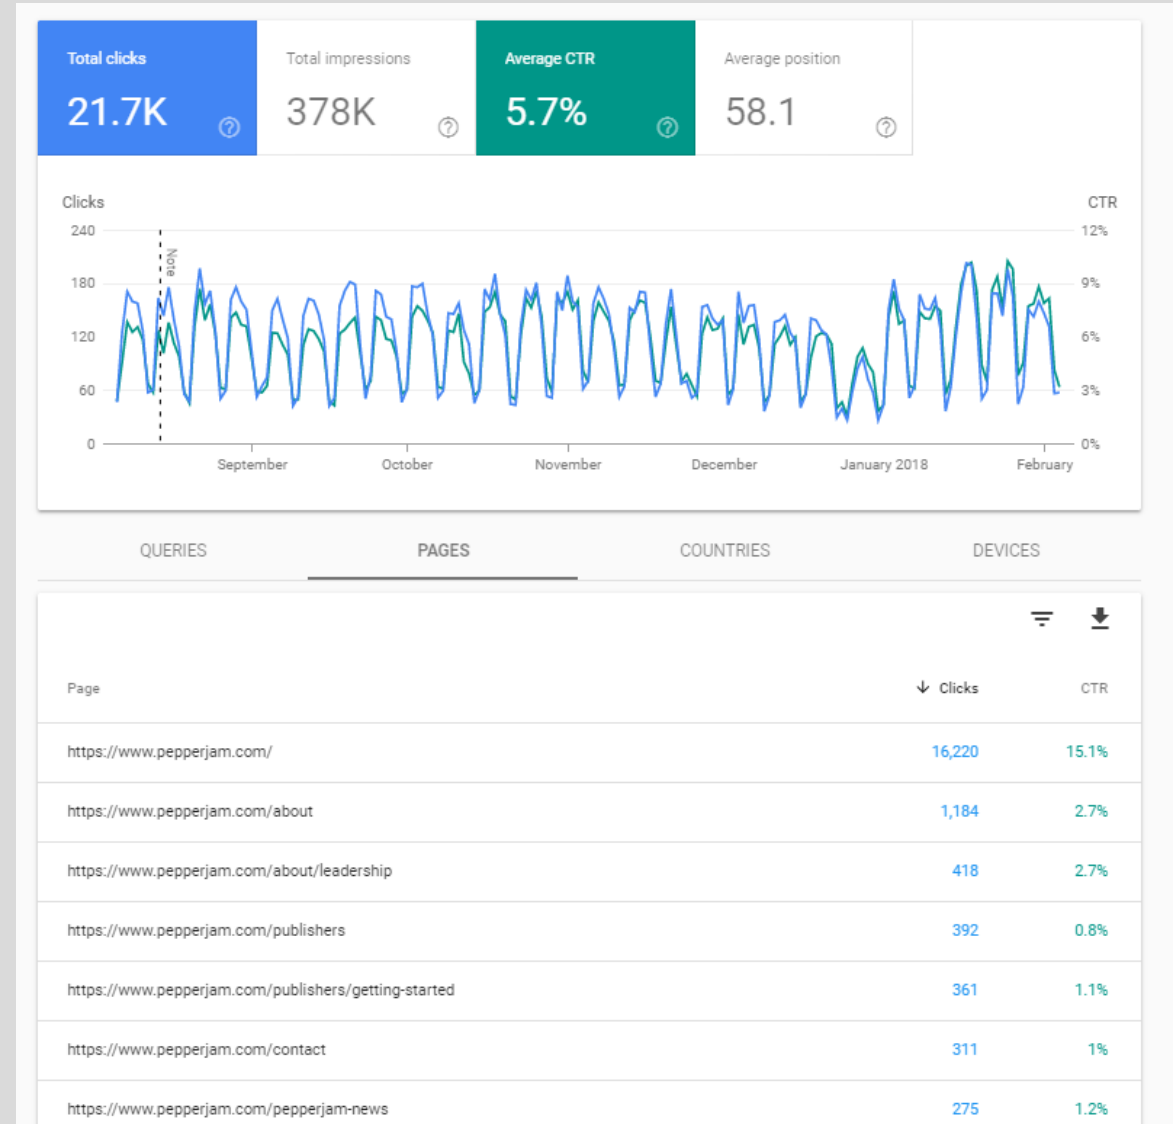 Total clicks Total impressions Average CTR Average position
21.7K 378K 5.7% 58.1
Clicks CTR
240 12%
Note
180 9%
120 6%
60 3%
0 0%
September October November December January 2018 February
QUERIES PAGES COUNTRIES DEVICES
Page Clicks CTR
https://www.pepperjam.com/ 16,220 15.1%
https://www.pepperjam.com/about 1,184 2.7%
https://www.pepperjam.com/about/leadership 418 2.7%
https://www.pepperjam.com/publishers 392 0.8%
https://www.pepperjam.com/publishers/getting-started 361 1.1%
https://www.pepperjam.com/contact 311 1%
https://www.pepperjam.com/pepperjam-news 275 1.2%